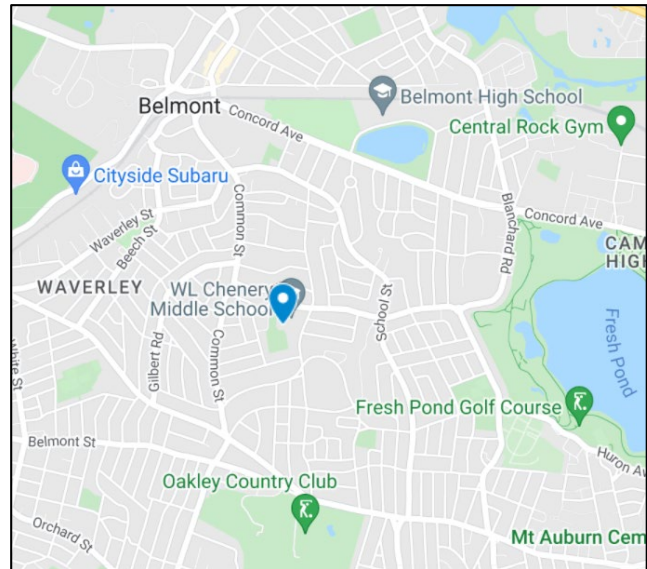 Belmont
Belmont High School
Concord Ave
Central Rock Gym
Cityside Subaru
Waverley St
Beech St
Common St
Blanchard Rd
Concord Ave
CAM
HIGH
WAVERLEY
WL Chenery
Middle School
School St
Fresh Pond
Gilbert Rd
Common St
White St
Fresh Pond Golf Course
Belmont St
Huron Av
Oakley Country Club
Orchard St
Mt Auburn Cem